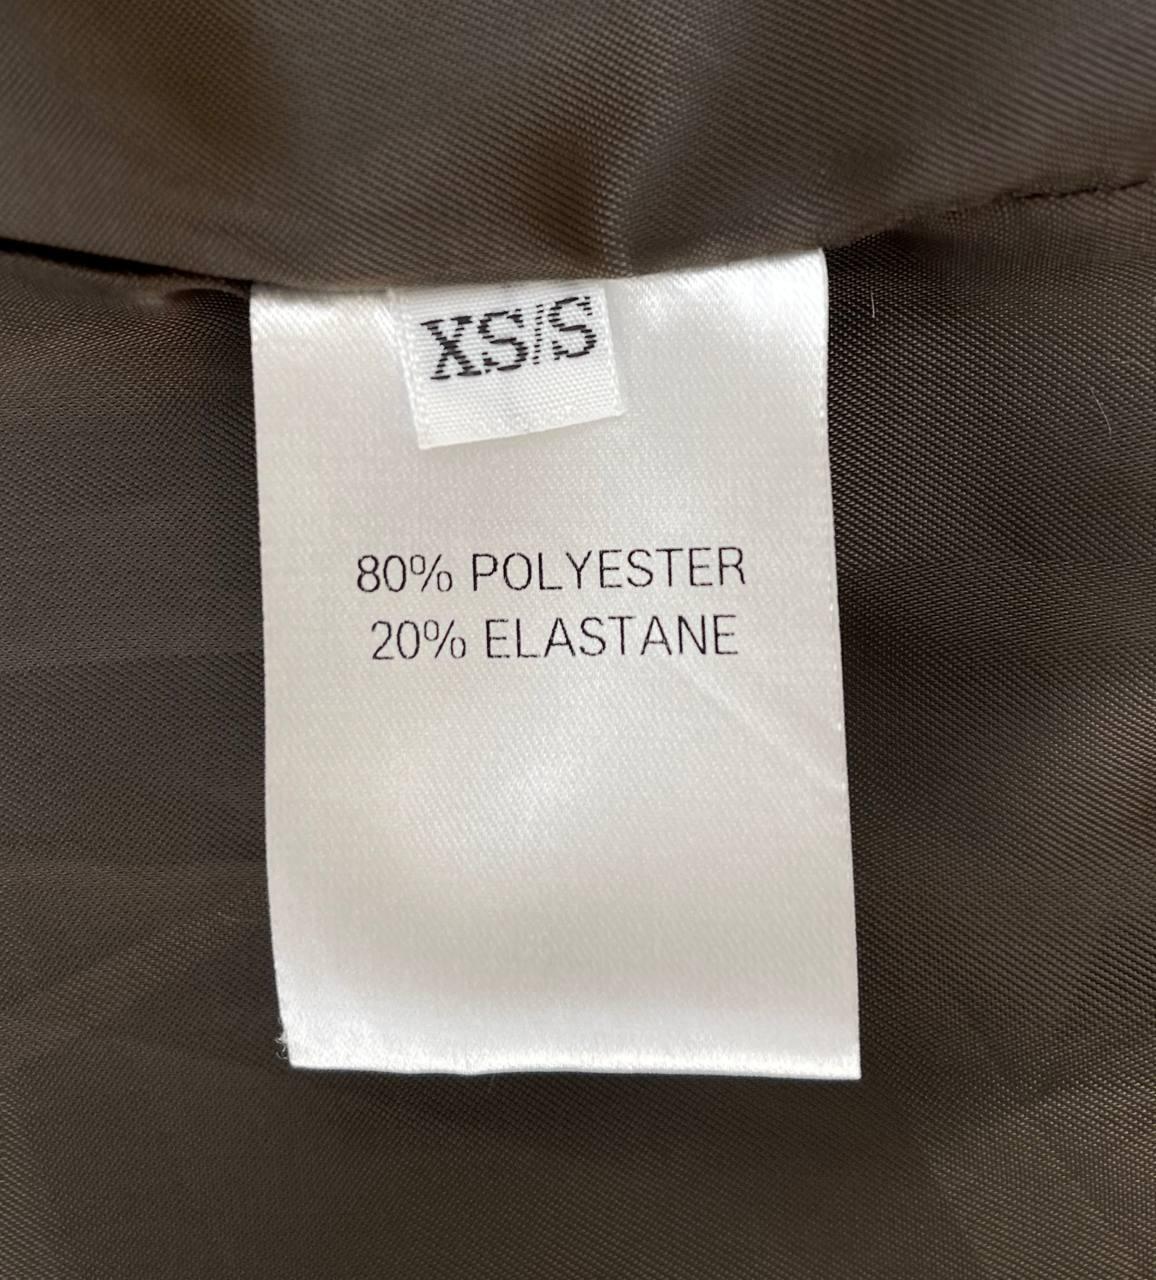 XS/S
80% POLYESTER
20% ELASTANE